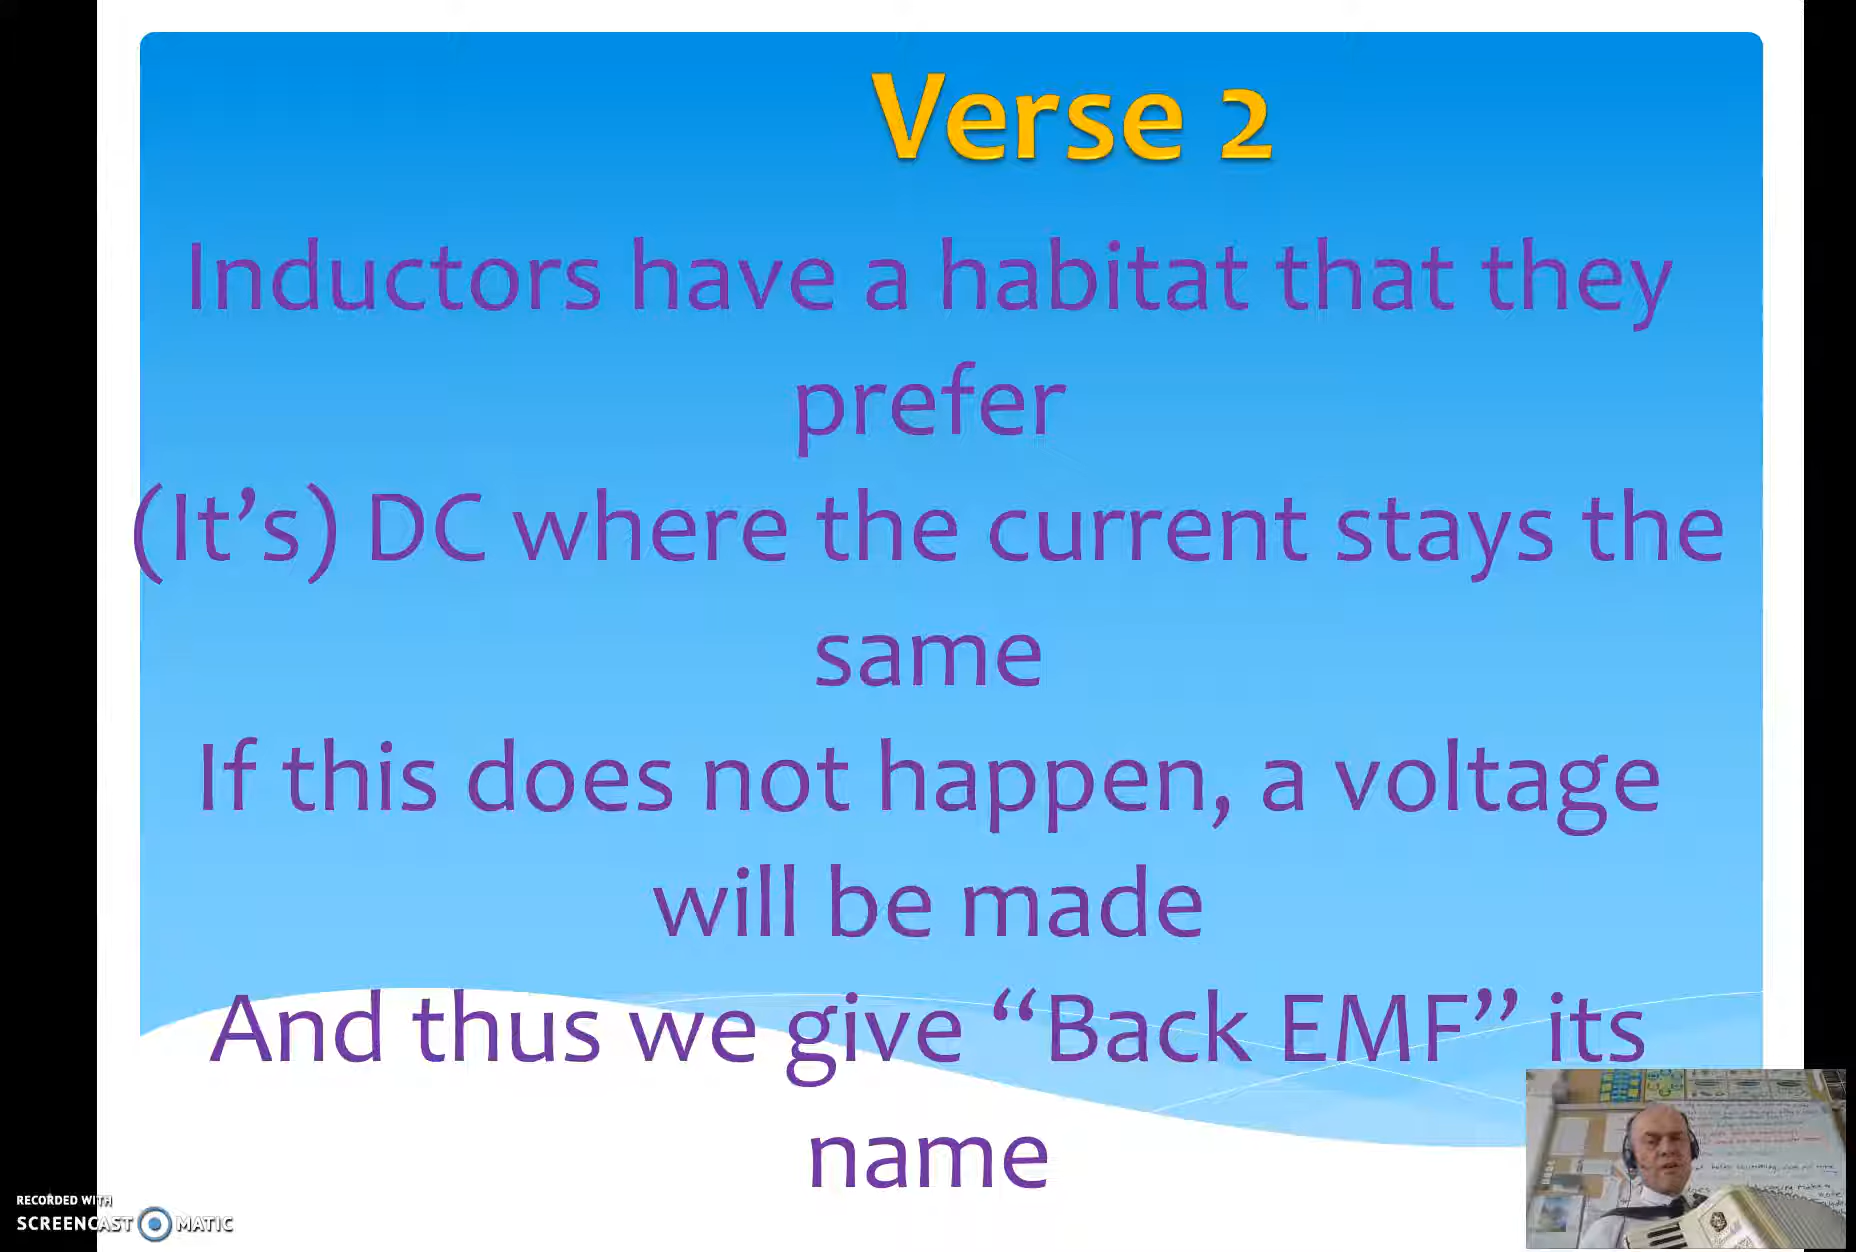 Verse 2
Inductors have a habitat that they
prefer
(It’s) DC where the current stays the
same
If this does not happen, a voltage
will be made
And thus we give “Back EMF” its
name
RECORDED WITH
SCREENCAST MATIC